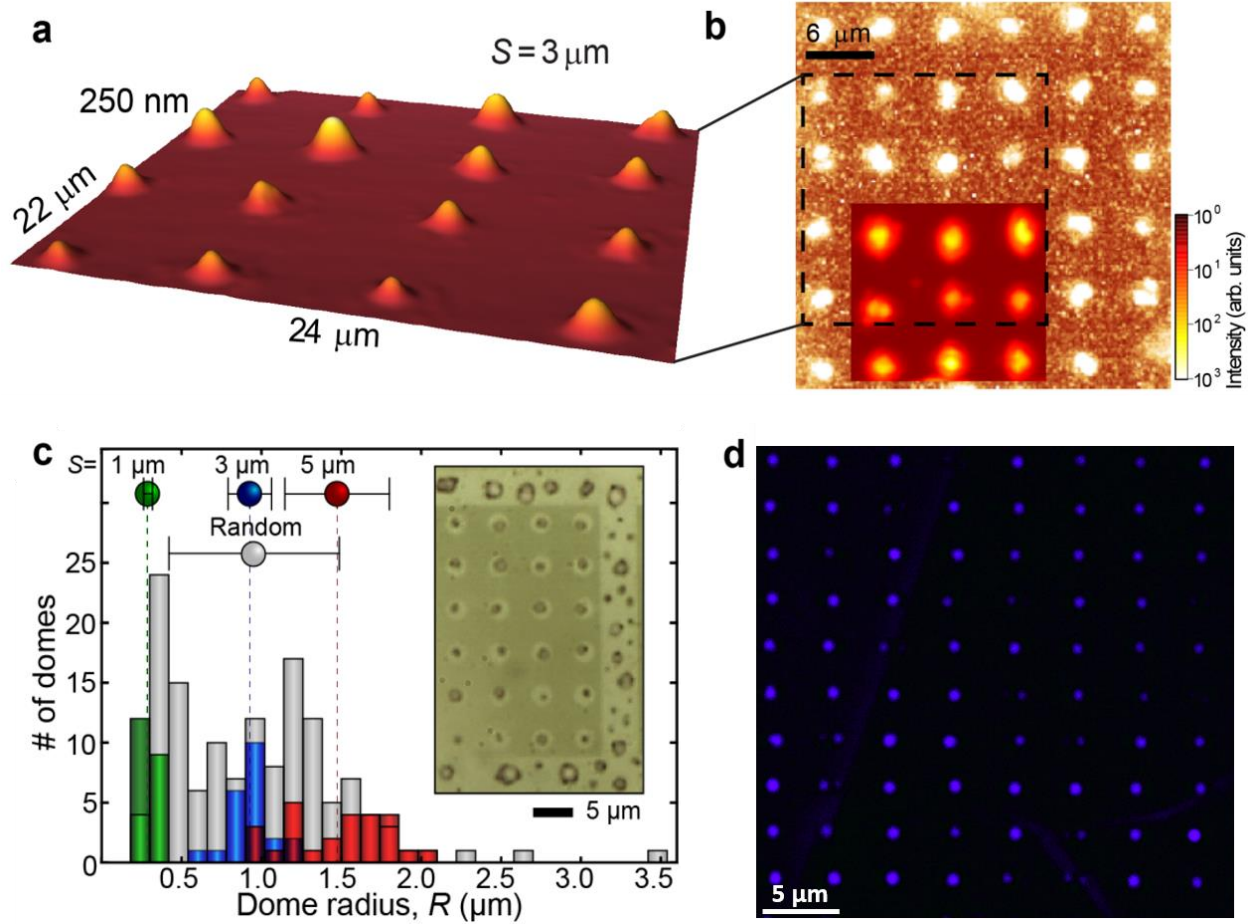 a
S = 3 μm
250 nm
22 μm
24 μm
b
6 μm
10⁰
10¹
10²
10³
Intensity (arb. units)
c
S= 1 μm 3 μm 5 μm
Random
25
20
15
10
5
0
# of domes
0.5 1.0 1.5 2.0 2.5 3.0 3.5
Dome radius, R (μm)
5 μm
d
5 μm